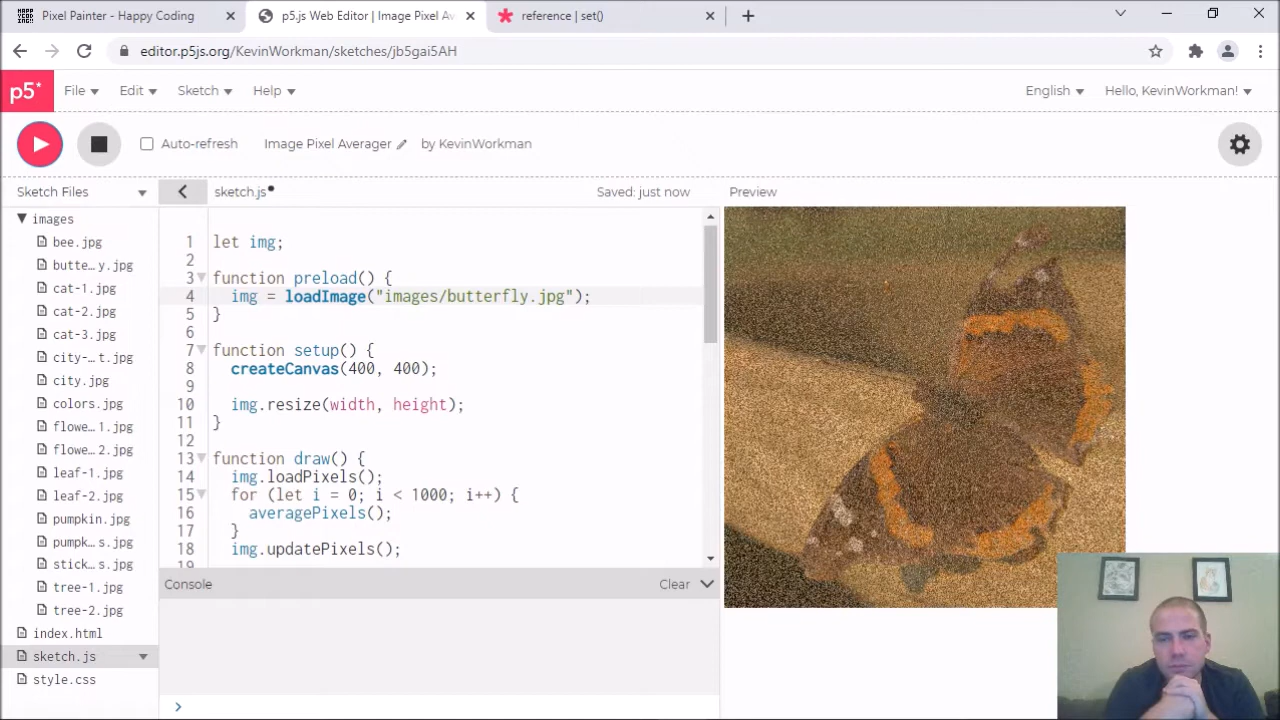 Pixel Painter - Happy Coding
p5.js Web Editor | Image Pixel Av
reference | set()
editor.p5js.org/KevinWorkman/sketches/jb5gai5AH
p5* File Edit Sketch Help English Hello, KevinWorkman!
Auto-refresh Image Pixel Averager by KevinWorkman
Sketch Files
sketch.js
Saved: just now
Preview
images
bee.jpg
butte…y.jpg
cat-1.jpg
cat-2.jpg
cat-3.jpg
city-…t.jpg
city.jpg
colors.jpg
flowe…1.jpg
flowe…2.jpg
leaf-1.jpg
leaf-2.jpg
pumpkin.jpg
pumpk…s.jpg
stick…s.jpg
tree-1.jpg
tree-2.jpg
index.html
sketch.js
style.css
1 let img;
2
3 function preload() {
4 img = loadImage("images/butterfly.jpg");
5 }
6
7 function setup() {
8 createCanvas(400, 400);
9
10 img.resize(width, height);
11 }
12
13 function draw() {
14 img.loadPixels();
15 for (let i = 0; i < 1000; i++) {
16 averagePixels();
17 }
18 img.updatePixels();
19
Console
Clear
>